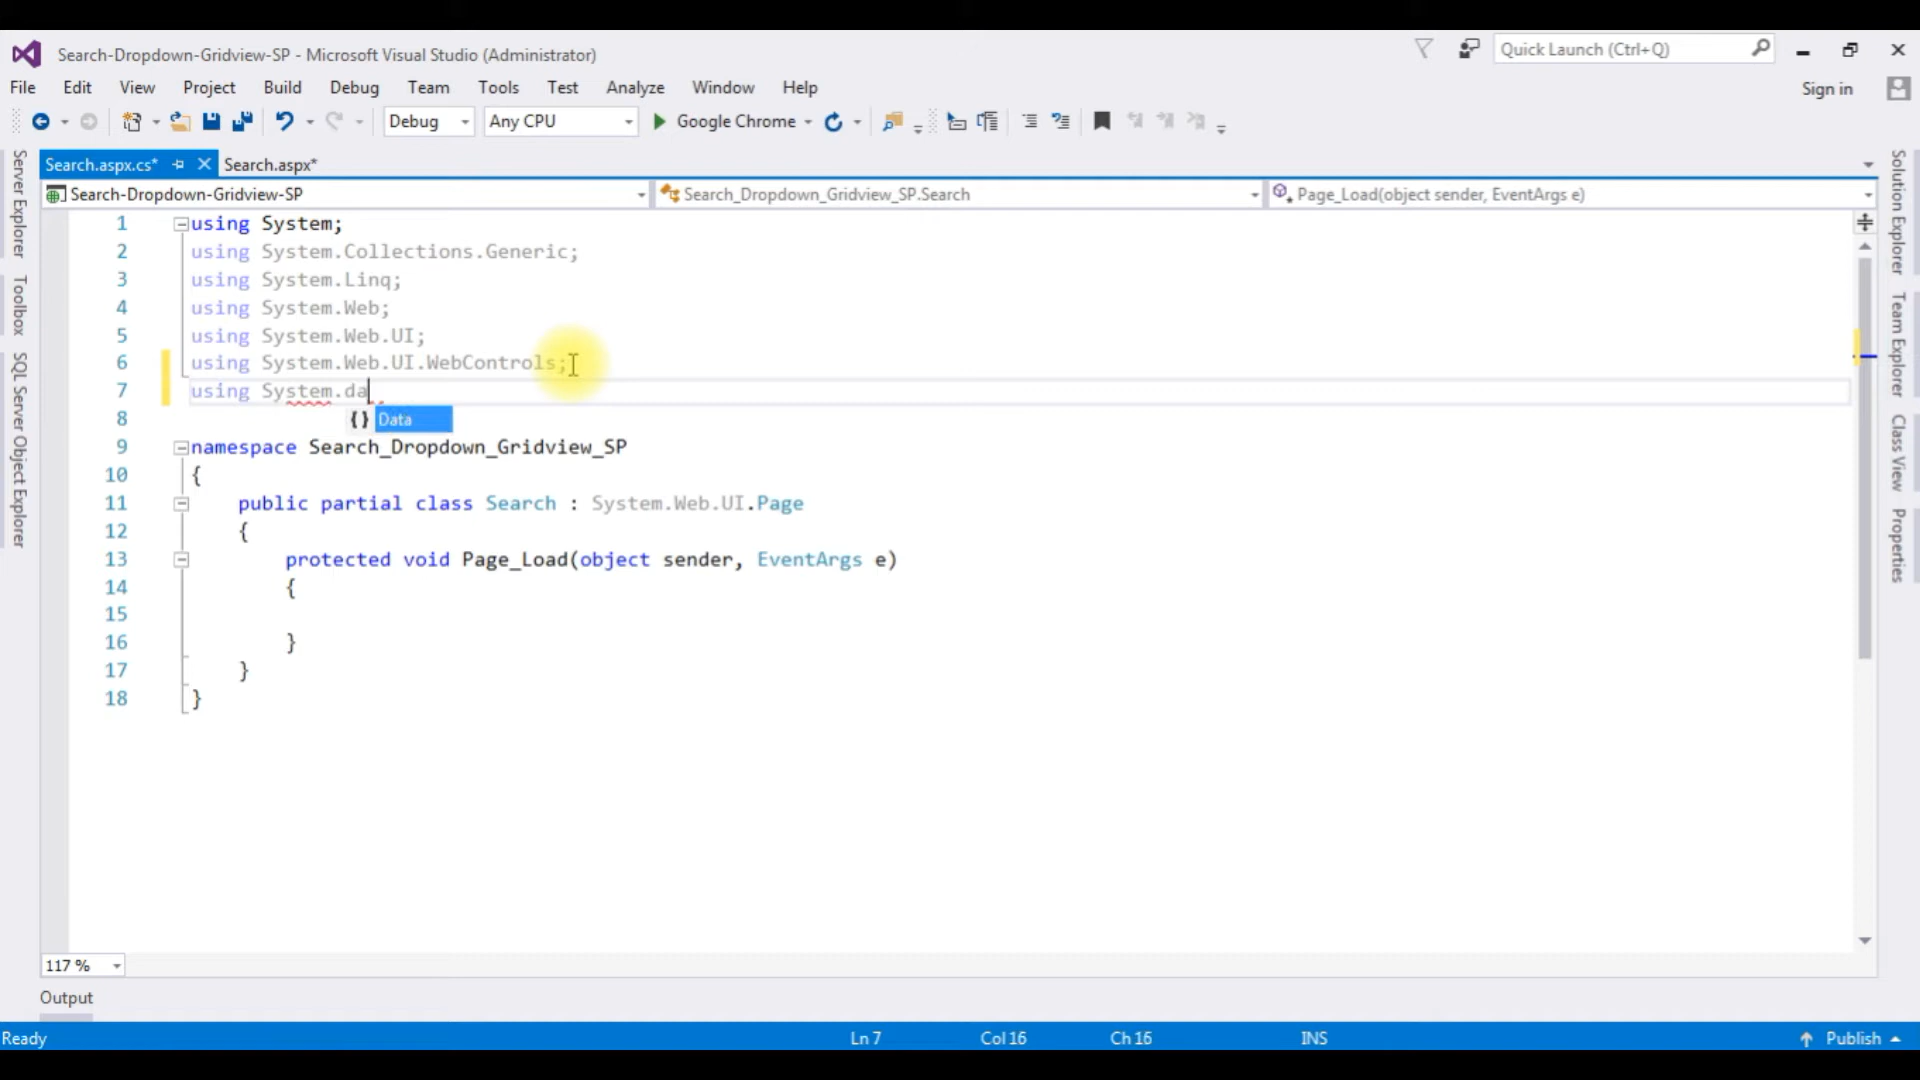 Search-Dropdown-Gridview-SP - Microsoft Visual Studio (Administrator)
Quick Launch (Ctrl+Q)
File Edit View Project Build Debug Team Tools Test Analyze Window Help
Sign in
Debug Any CPU Google Chrome
Search.aspx.cs* Search.aspx*
Search-Dropdown-Gridview-SP Search_Dropdown_Gridview_SP.Search Page_Load(object sender, EventArgs e)
1 using System;
2 using System.Collections.Generic;
3 using System.Linq;
4 using System.Web;
5 using System.Web.UI;
6 using System.Web.UI.WebControls;
7 using System.da
8 {} Data
9 namespace Search_Dropdown_Gridview_SP
10 {
11 public partial class Search : System.Web.UI.Page
12 {
13 protected void Page_Load(object sender, EventArgs e)
14 {
15
16 }
17 }
18 }
Server Explorer
Toolbox
SQL Server Object Explorer
Solution Explorer
Team Explorer
Class View
Properties
117 %
Output
Ready Ln 7 Col 16 Ch 16 INS Publish